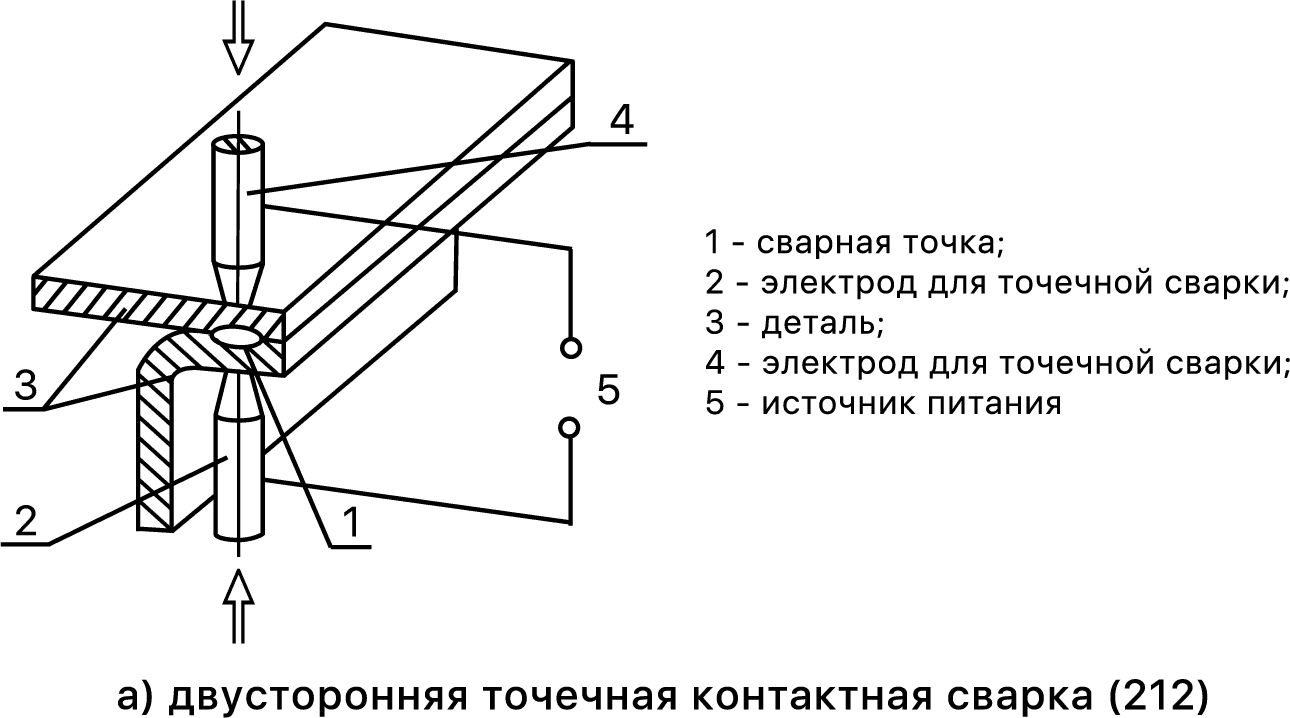 4
1 - сварная точка;
2 - электрод для точечной сварки;
3 - деталь;
4 - электрод для точечной сварки;
5 - источник питания
3
5
2
1
а) двусторонняя точечная контактная сварка (212)